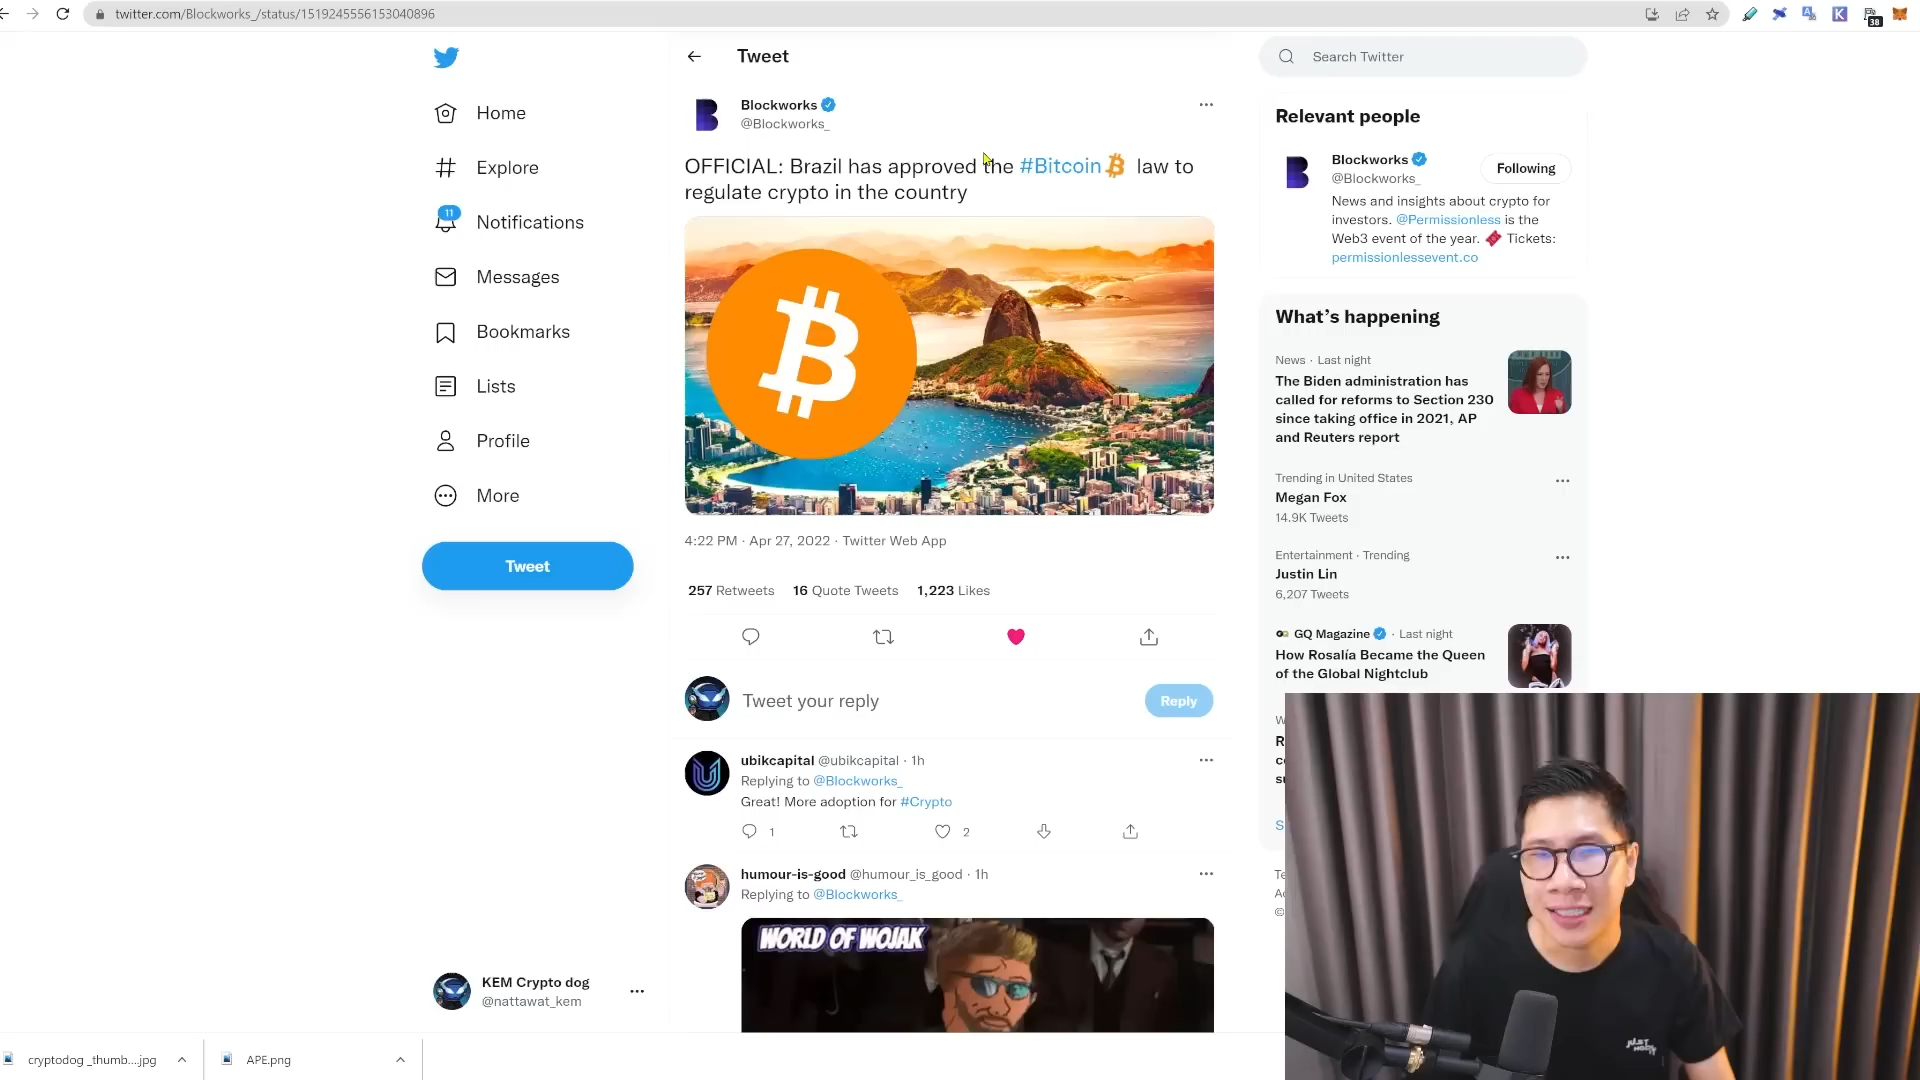 twitter.com/Blockworks_/status/1519245556153040896
38
Home
Explore
11
Notifications
Messages
Bookmarks
Lists
Profile
More
Tweet
KEM Crypto dog
@nattawat_kem
Tweet
Blockworks
@Blockworks_
OFFICIAL: Brazil has approved the #Bitcoin law to
regulate crypto in the country
4:22 PM · Apr 27, 2022 · Twitter Web App
257 Retweets 16 Quote Tweets 1,223 Likes
Tweet your reply
Reply
ubikcapital @ubikcapital · 1h
Replying to @Blockworks_
Great! More adoption for #Crypto
1 2
humour-is-good @humour_is_good · 1h
Replying to @Blockworks_
WORLD OF WOJAK
Search Twitter
Relevant people
Blockworks
@Blockworks_
Following
News and insights about crypto for
investors. @Permissionless is the
Web3 event of the year. Tickets:
permissionlessevent.co
What's happening
News · Last night
The Biden administration has
called for reforms to Section 230
since taking office in 2021, AP
and Reuters report
Trending in United States
Megan Fox
14.9K Tweets
Entertainment · Trending
Justin Lin
6,207 Tweets
GQ Magazine · Last night
How Rosalía Became the Queen
of the Global Nightclub
cryptodog _thumb....jpg
APE.png